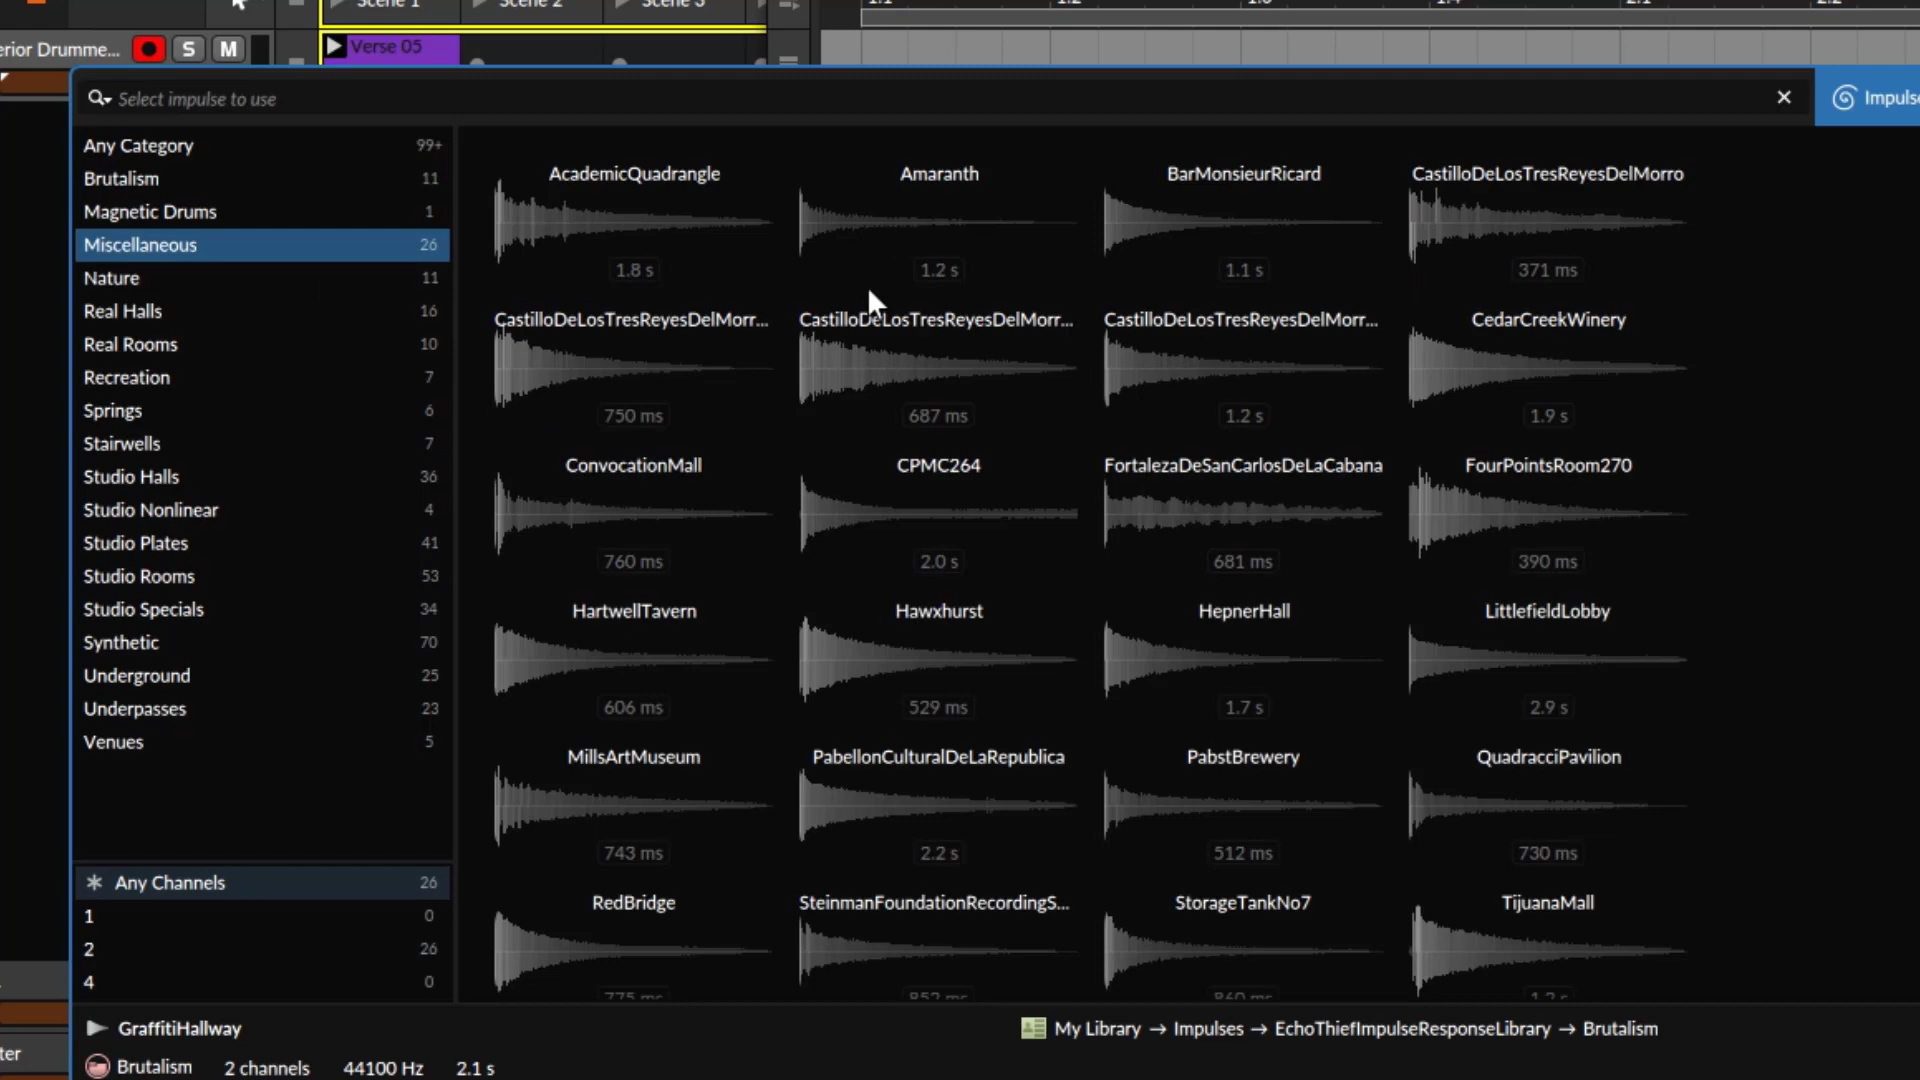 Scene 1 Scene 2 Scene 3
erior Drumme... S M Verse 05
Select impulse to use
Impulse
Any Category 99+
Brutalism 11
Magnetic Drums 1
Miscellaneous 26
Nature 11
Real Halls 16
Real Rooms 10
Recreation 7
Springs 6
Stairwells 7
Studio Halls 36
Studio Nonlinear 4
Studio Plates 41
Studio Rooms 53
Studio Specials 34
Synthetic 70
Underground 25
Underpasses 23
Venues 5
Any Channels 26
1 0
2 26
4 0
AcademicQuadrangle Amaranth BarMonsieurRicard CastilloDeLosTresReyesDelMorro
1.8 s 1.2 s 1.1 s 371 ms
CastilloDeLosTresReyesDelMorr... CastilloDeLosTresReyesDelMorr... CastilloDeLosTresReyesDelMorr... CedarCreekWinery
750 ms 687 ms 1.2 s 1.9 s
ConvocationMall CPMC264 FortalezaDeSanCarlosDeLaCabana FourPointsRoom270
760 ms 2.0 s 681 ms 390 ms
HartwellTavern Hawxhurst HepnerHall LittlefieldLobby
606 ms 529 ms 1.7 s 2.9 s
MillsArtMuseum PabellonCulturalDeLaRepublica PabstBrewery QuadracciPavilion
743 ms 2.2 s 512 ms 730 ms
RedBridge SteinmanFoundationRecordingS... StorageTankNo7 TijuanaMall
GraffitiHallway
My Library → Impulses → EchoThiefImpulseResponseLibrary → Brutalism
ter
Brutalism 2 channels 44100 Hz 2.1 s